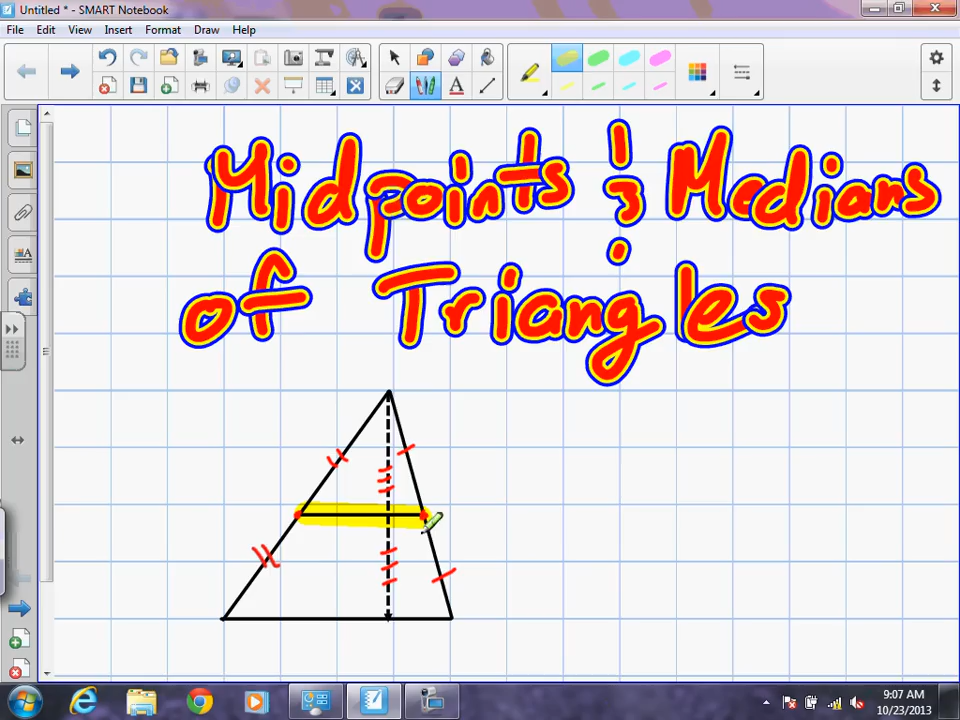 Untitled * - SMART Notebook
File Edit View Insert Format Draw Help
Midpoints & Medians
of Triangles
9:07 AM
10/23/2013